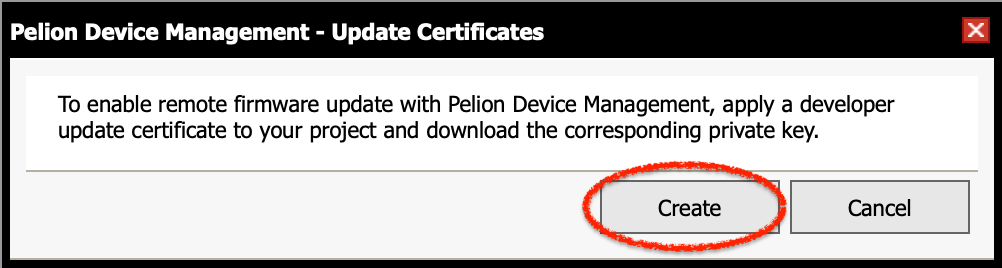 Pelion Device Management - Update Certificates
To enable remote firmware update with Pelion Device Management, apply a developer
update certificate to your project and download the corresponding private key.
Create
Cancel